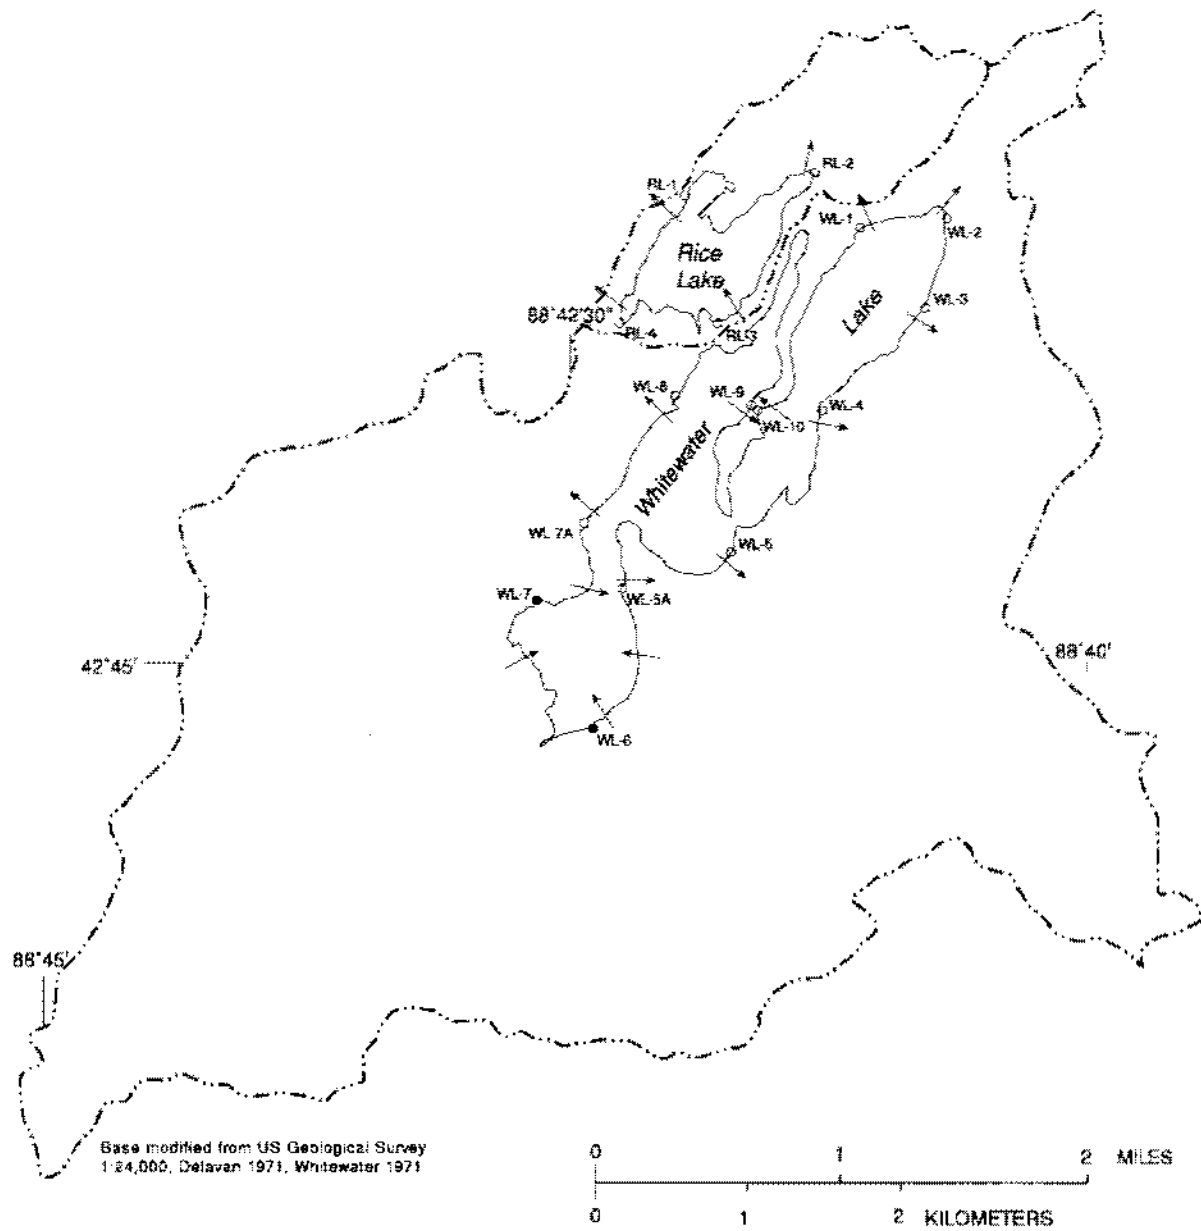 RL-2
RL-1
WL-1
WL-2
Rice
Lake
Lake
WL-3
88°42'30"
RL-4
RL-3
WL-8
WL-9
WL-4
WL-10
Whitewater
WL-7A
WL-5
WL-7
WL-5A
42°45'
88°40'
WL-6
88°45'
Base modified from US Geological Survey
1:24,000, Delavan 1971, Whitewater 1971
0 1 2 MILES
0 1 2 KILOMETERS